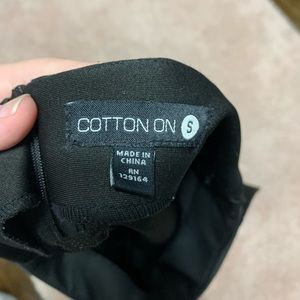 COTTON ON S
MADE IN
CHINA
RN
129164